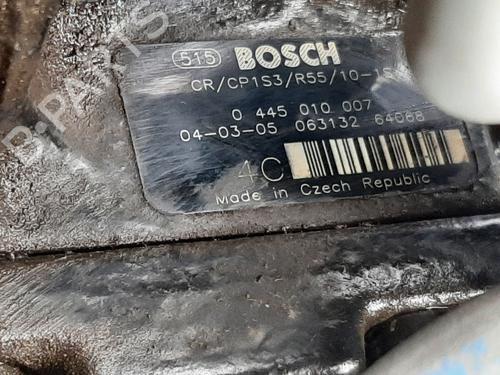 515 BOSCH
CR/CP1S3/R55/10-
0 445 010 007
04-03-05 063132 64068
4C
Made in Czech Republic
B-PARTS